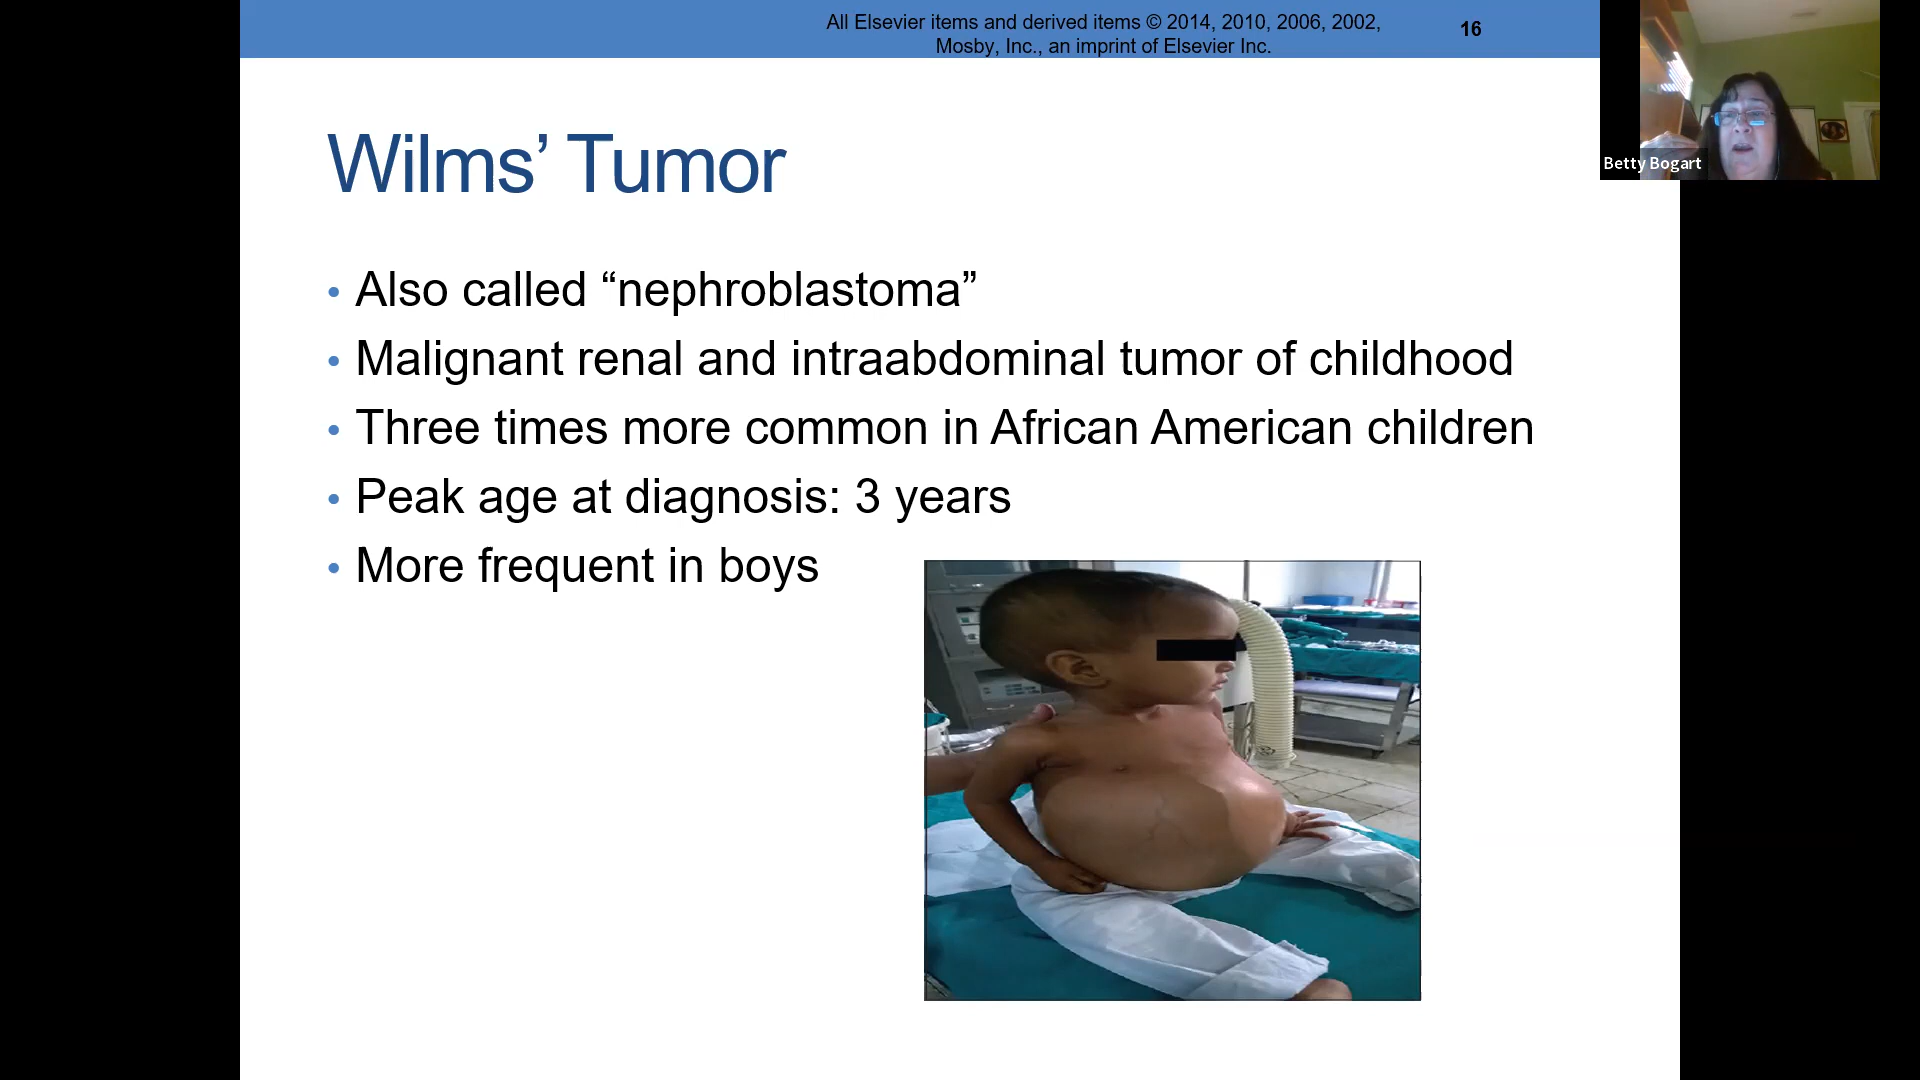 All Elsevier items and derived items © 2014, 2010, 2006, 2002,
Mosby, Inc., an imprint of Elsevier Inc.
16
Betty Bogart
Wilms’ Tumor
• Also called “nephroblastoma”
• Malignant renal and intraabdominal tumor of childhood
• Three times more common in African American children
• Peak age at diagnosis: 3 years
• More frequent in boys